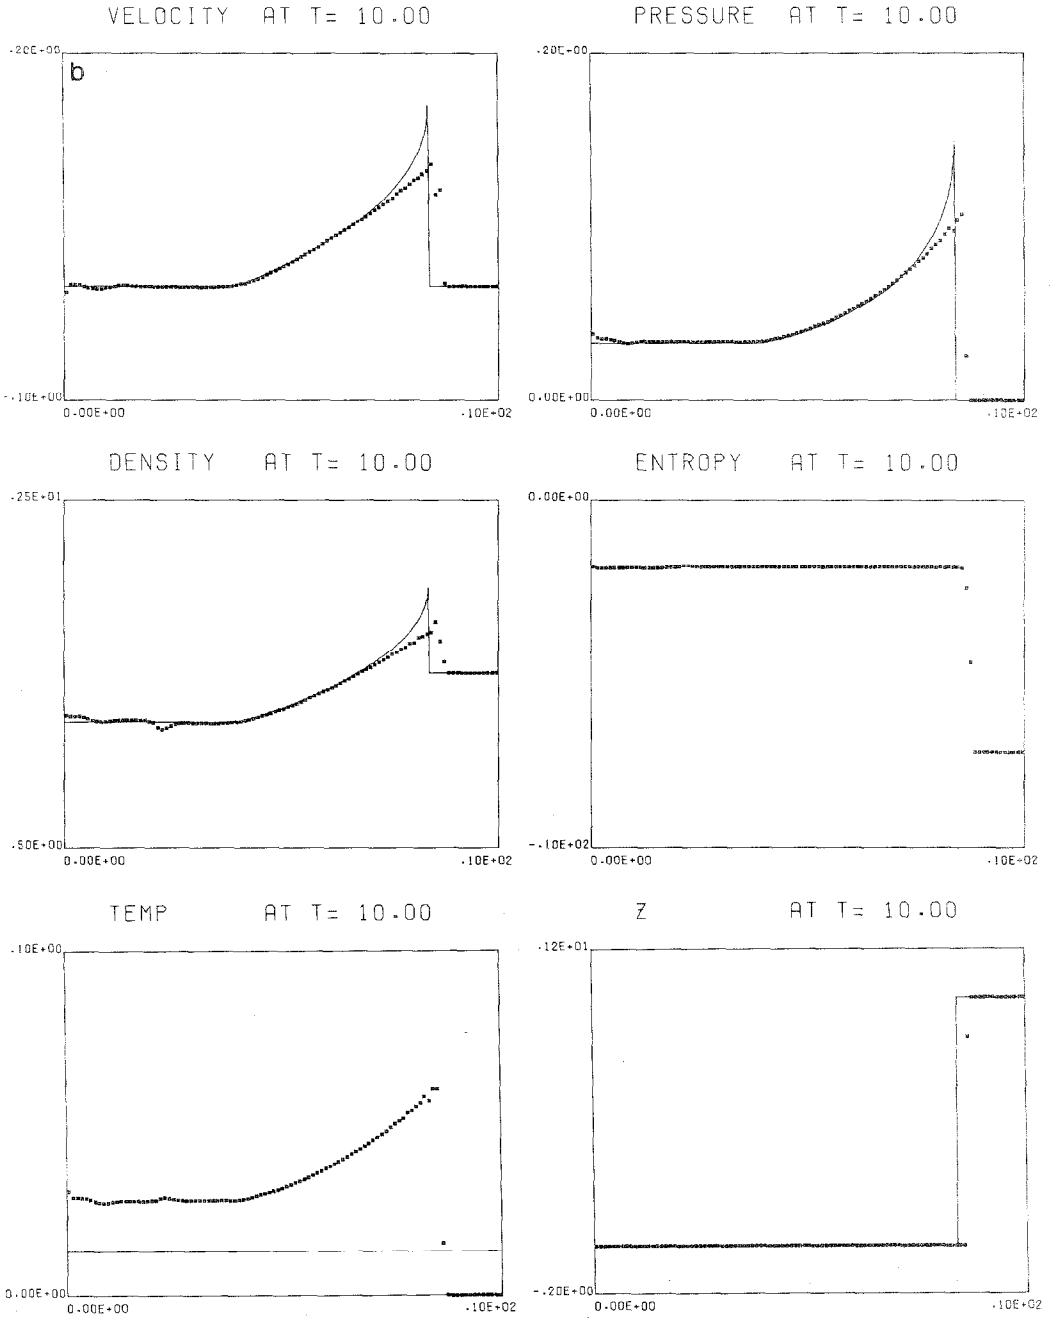 VELOCITY AT T= 10.00
PRESSURE AT T= 10.00
.20E+00
b
-.10E+00
0.00E+00
.10E+02
.20E+00
0.00E+00
0.00E+00
.10E+02
DENSITY AT T= 10.00
ENTROPY AT T= 10.00
.25E+01
.50E+00
0.00E+00
.10E+02
0.00E+00
-.10E+02
0.00E+00
.10E+02
TEMP AT T= 10.00
Z AT T= 10.00
.10E+00
0.00E+00
0.00E+00
.10E+02
.12E+01
-.20E+00
0.00E+00
.10E+02